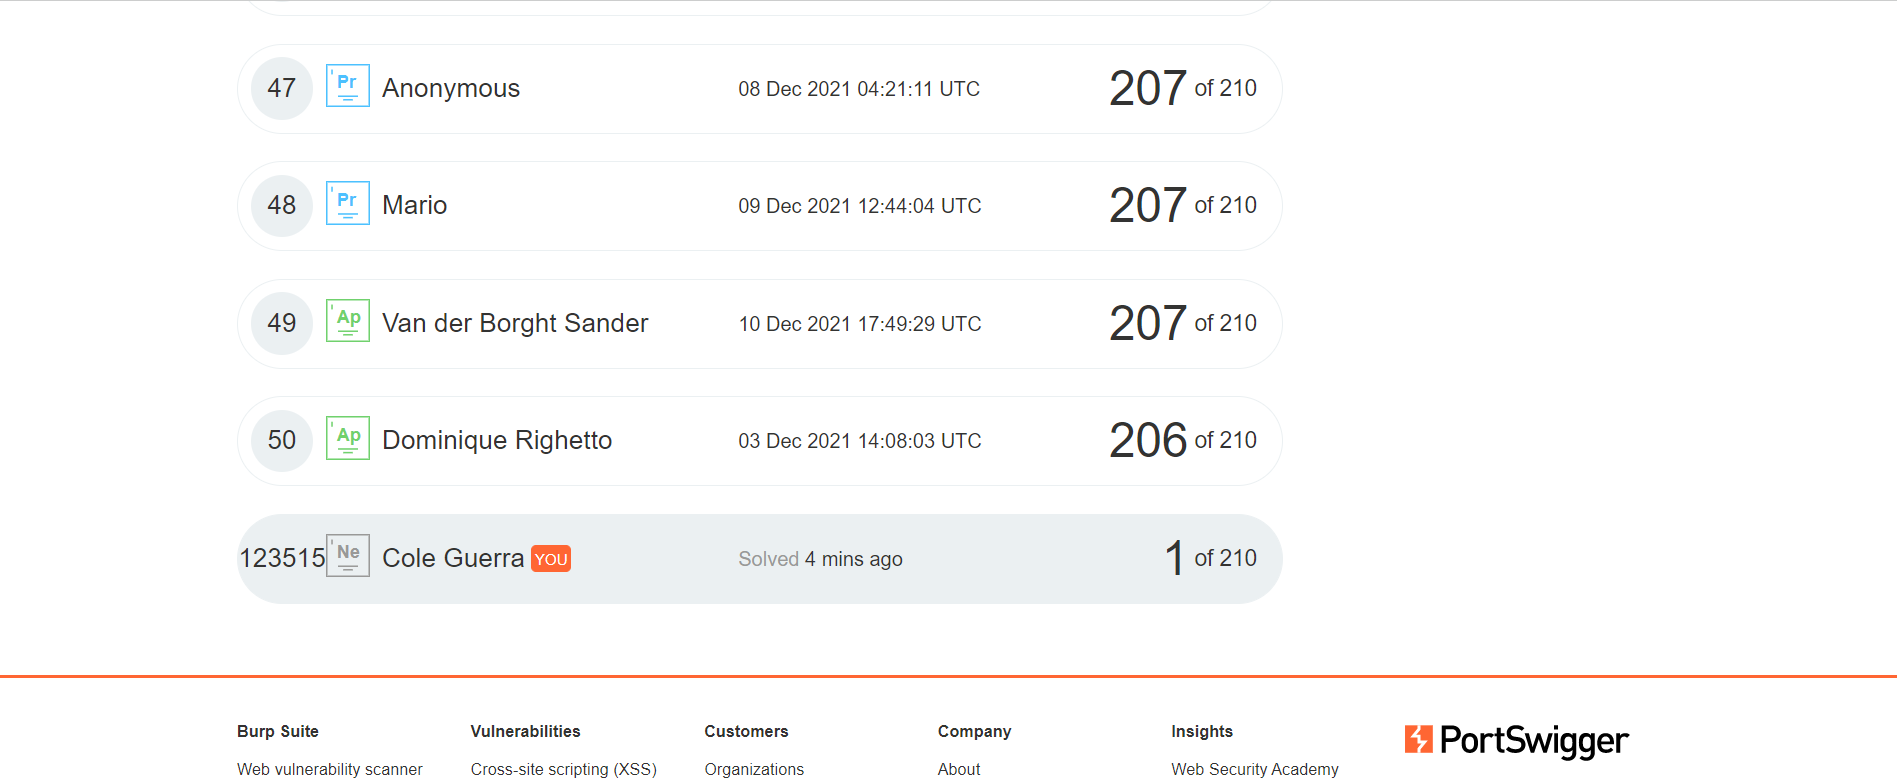 47 Pr Anonymous 08 Dec 2021 04:21:11 UTC 207 of 210
48 Pr Mario 09 Dec 2021 12:44:04 UTC 207 of 210
49 Ap Van der Borght Sander 10 Dec 2021 17:49:29 UTC 207 of 210
50 Ap Dominique Righetto 03 Dec 2021 14:08:03 UTC 206 of 210
123515 Ne Cole Guerra YOU Solved 4 mins ago 1 of 210
Burp Suite Vulnerabilities Customers Company Insights PortSwigger
Web vulnerability scanner Cross-site scripting (XSS) Organizations About Web Security Academy